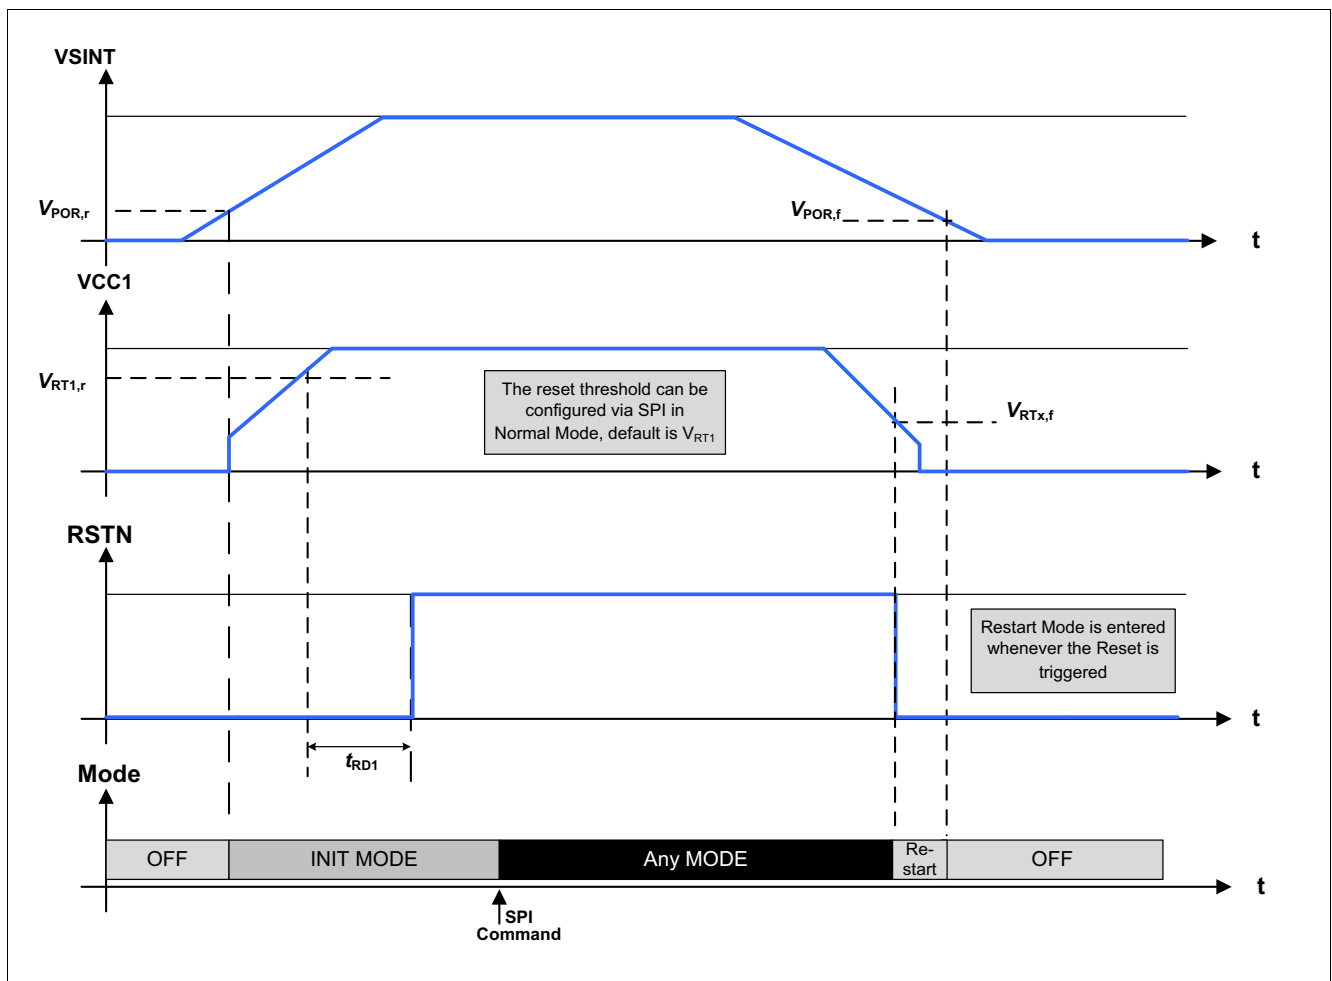 VSINT
VPOR,r
VPOR,f
t
VCC1
VRT1,r
The reset threshold can be
configured via SPI in
Normal Mode, default is VRT1
VRTx,f
t
RSTN
Restart Mode is entered
whenever the Reset is
triggered
t
tRD1
Mode
OFF
INIT MODE
Any MODE
Re-
start
OFF
t
SPI
Command